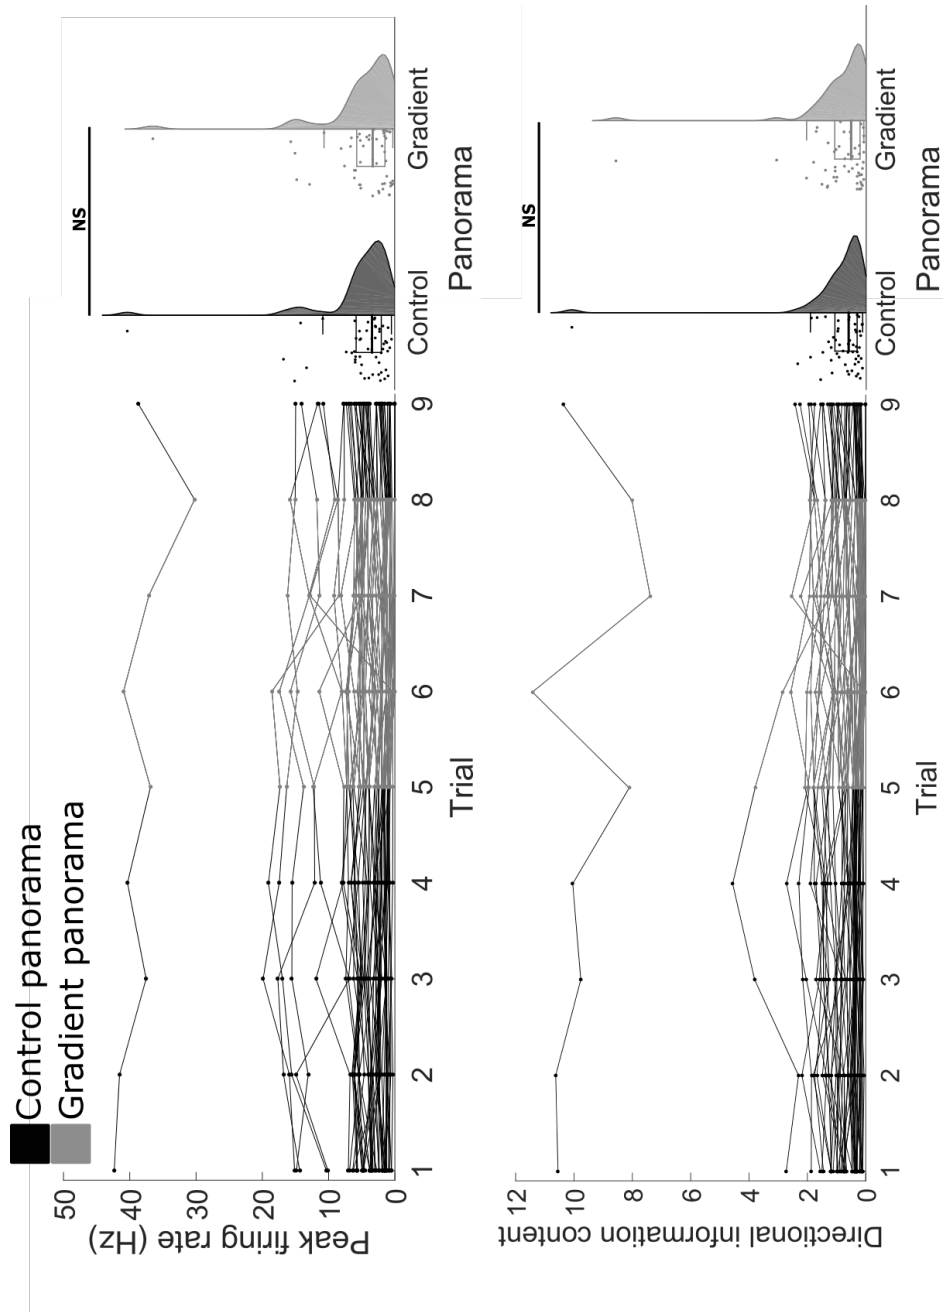 Control panorama
Gradient panorama
Peak firing rate (Hz)
50
40
30
20
10
0
1
2
3
4
5
6
7
8
9
Trial
NS
Control
Gradient
Panorama
Directional information content
12
10
8
6
4
2
0
1
2
3
4
5
6
7
8
9
Trial
NS
Control
Gradient
Panorama